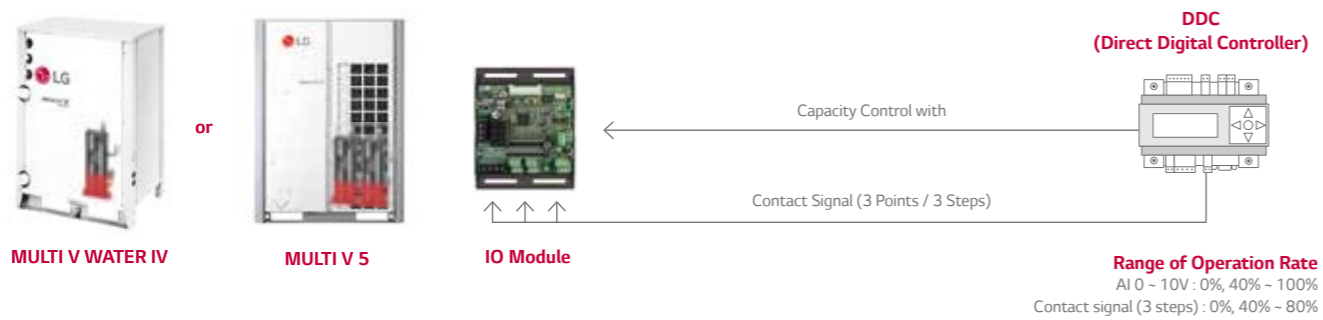 DDC
(Direct Digital Controller)
LG
LG
or
Capacity Control with
Contact Signal (3 Points / 3 Steps)
MULTI V WATER IV
MULTI V 5
IO Module
Range of Operation Rate
AI 0 ~ 10V : 0%, 40% ~ 100%
Contact signal (3 steps) : 0%, 40% ~ 80%